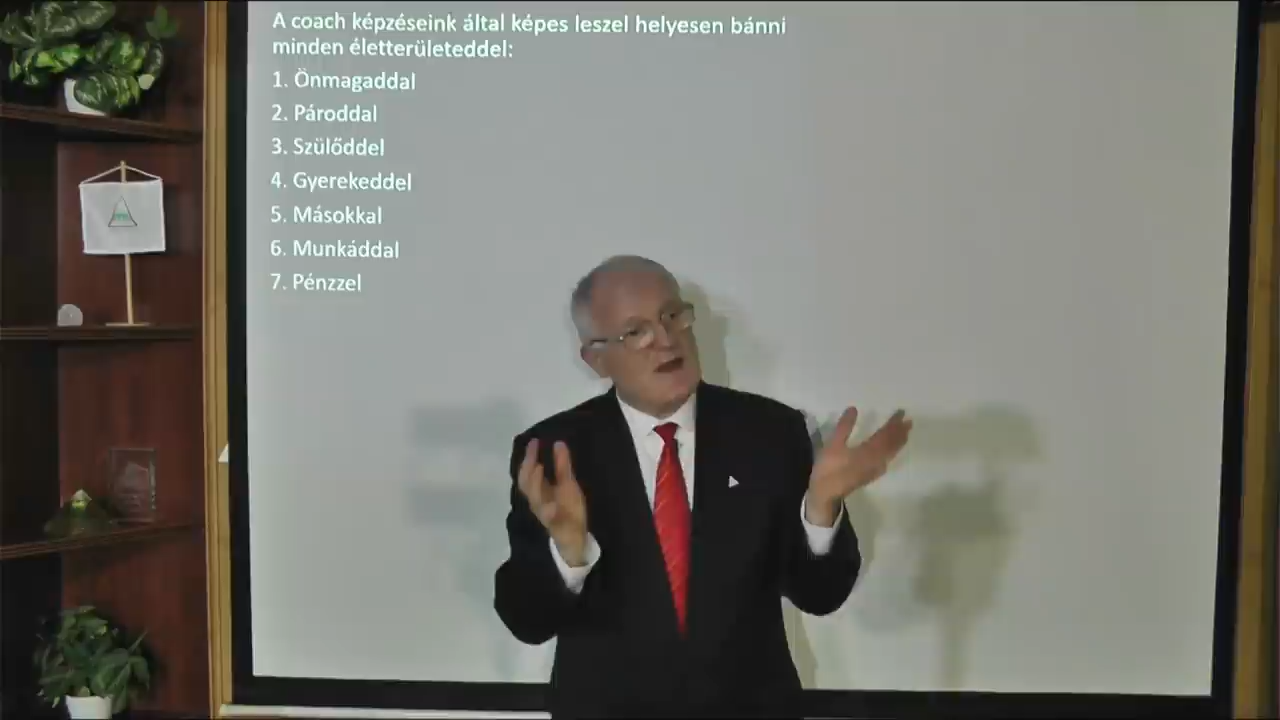 A coach képzéseink által képes leszel helyesen bánni
minden életterületeddel:
1. Önmagaddal
2. Pároddal
3. Szülőddel
4. Gyerekeddel
5. Másokkal
6. Munkáddal
7. Pénzzel